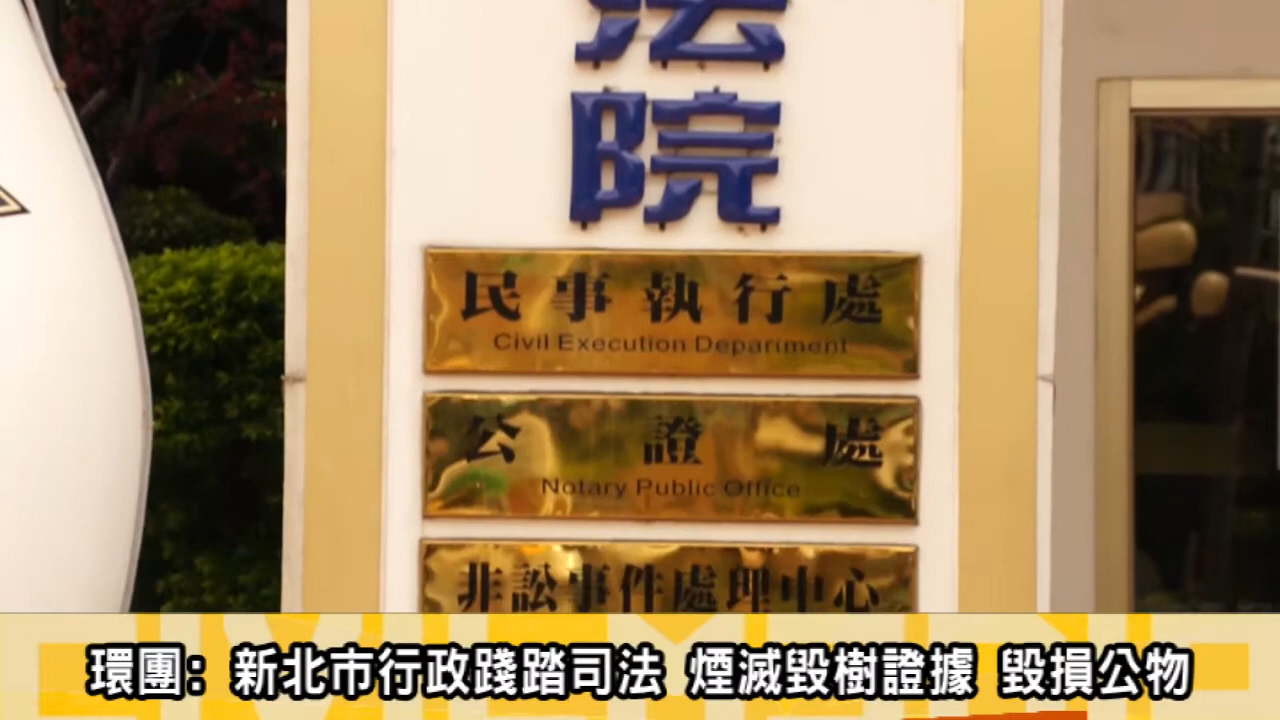 法
院
民事執行處
Civil Execution Department
公證處
Notary Public Office
非訟事件處理中心
環團：新北市行政踐踏司法 煙滅毀樹證據 毀損公物